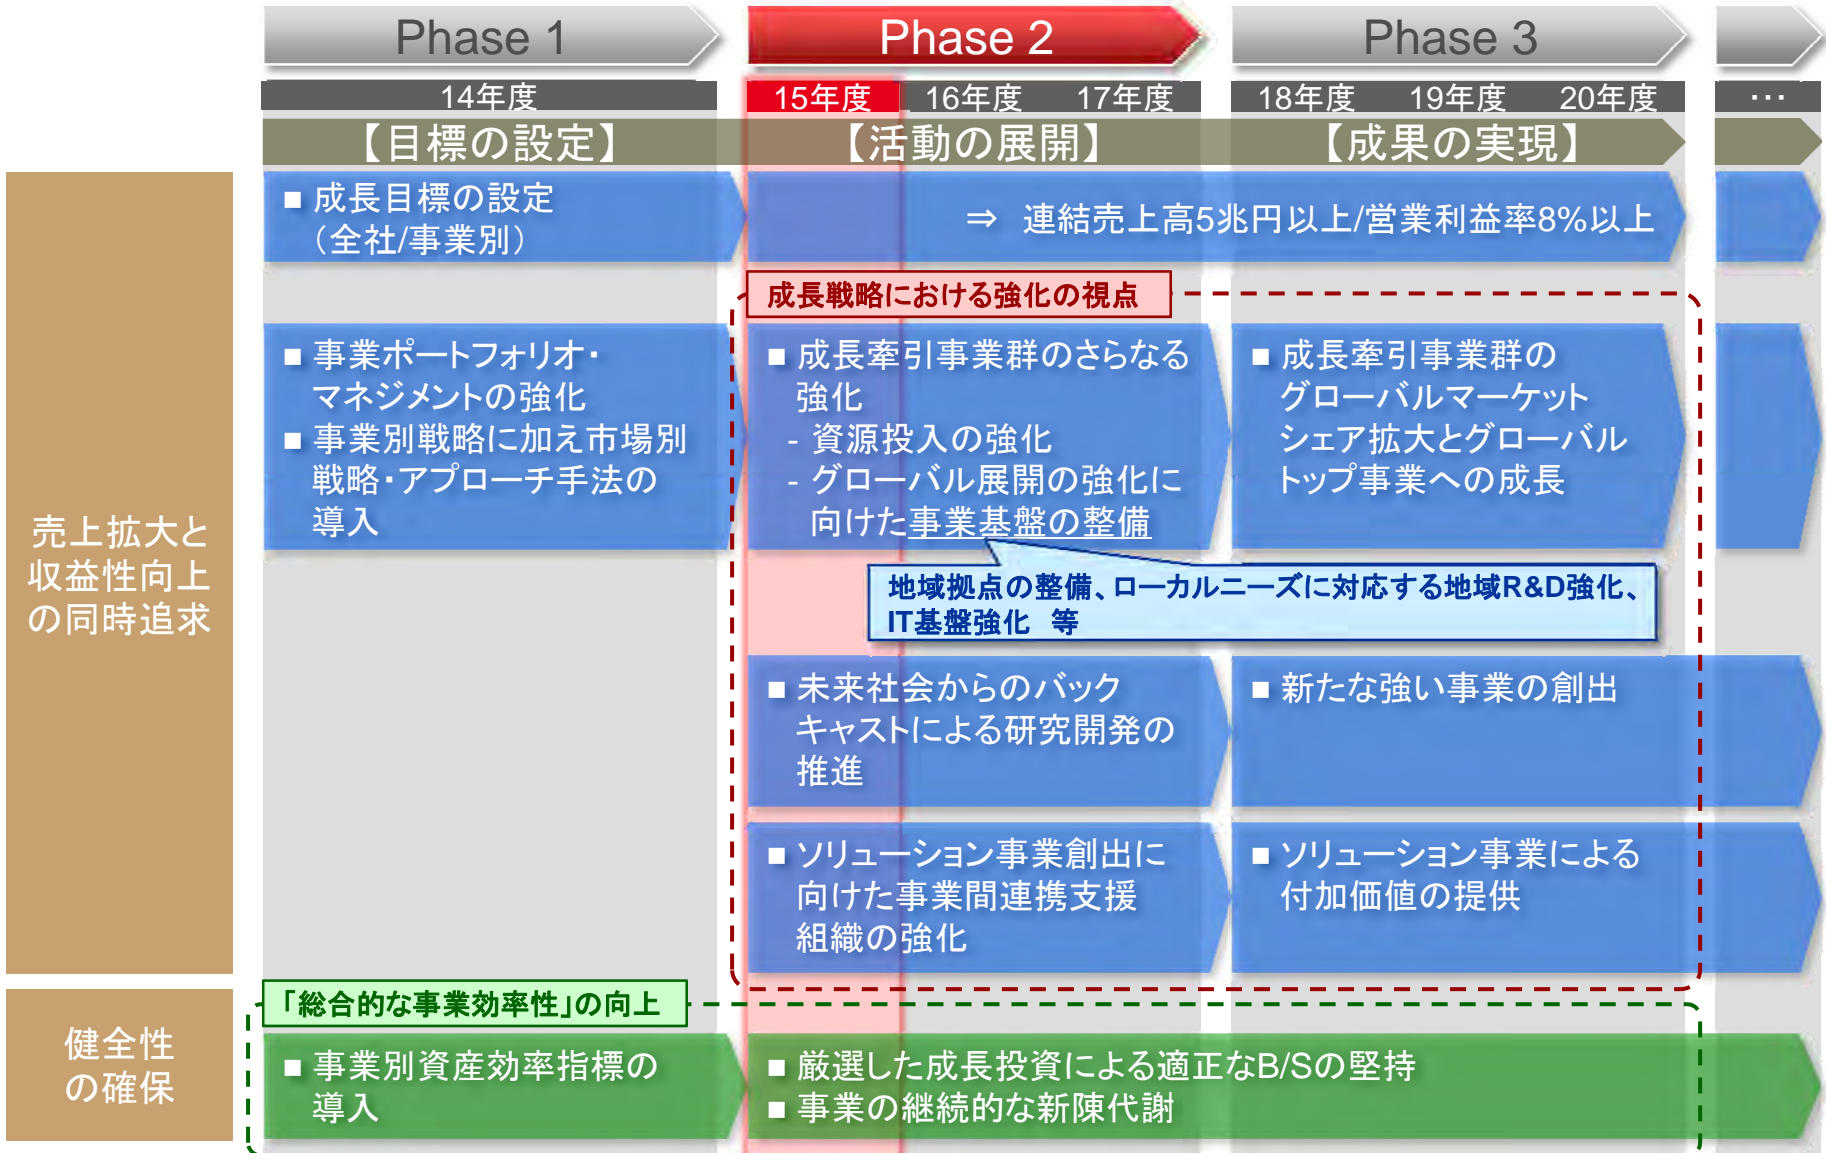 Phase 1
Phase 2
Phase 3
14年度
15年度
16年度
17年度
18年度
19年度
20年度
…
【目標の設定】
【活動の展開】
【成果の実現】
売上拡大と
収益性向上
の同時追求
■ 成長目標の設定
（全社/事業別）
⇒ 連結売上高5兆円以上/営業利益率8%以上
成長戦略における強化の視点
■ 事業ポートフォリオ・
マネジメントの強化
■ 事業別戦略に加え市場別
戦略・アプローチ手法の
導入
■ 成長牽引事業群のさらなる
強化
- 資源投入の強化
- グローバル展開の強化に
向けた事業基盤の整備
■ 成長牽引事業群の
グローバルマーケット
シェア拡大とグローバル
トップ事業への成長
地域拠点の整備、ローカルニーズに対応する地域R&D強化、
IT基盤強化 等
■ 未来社会からのバック
キャストによる研究開発の
推進
■ 新たな強い事業の創出
■ ソリューション事業創出に
向けた事業間連携支援
組織の強化
■ ソリューション事業による
付加価値の提供
健全性
の確保
「総合的な事業効率性」の向上
■ 事業別資産効率指標の
導入
■ 厳選した成長投資による適正なB/Sの堅持
■ 事業の継続的な新陳代謝